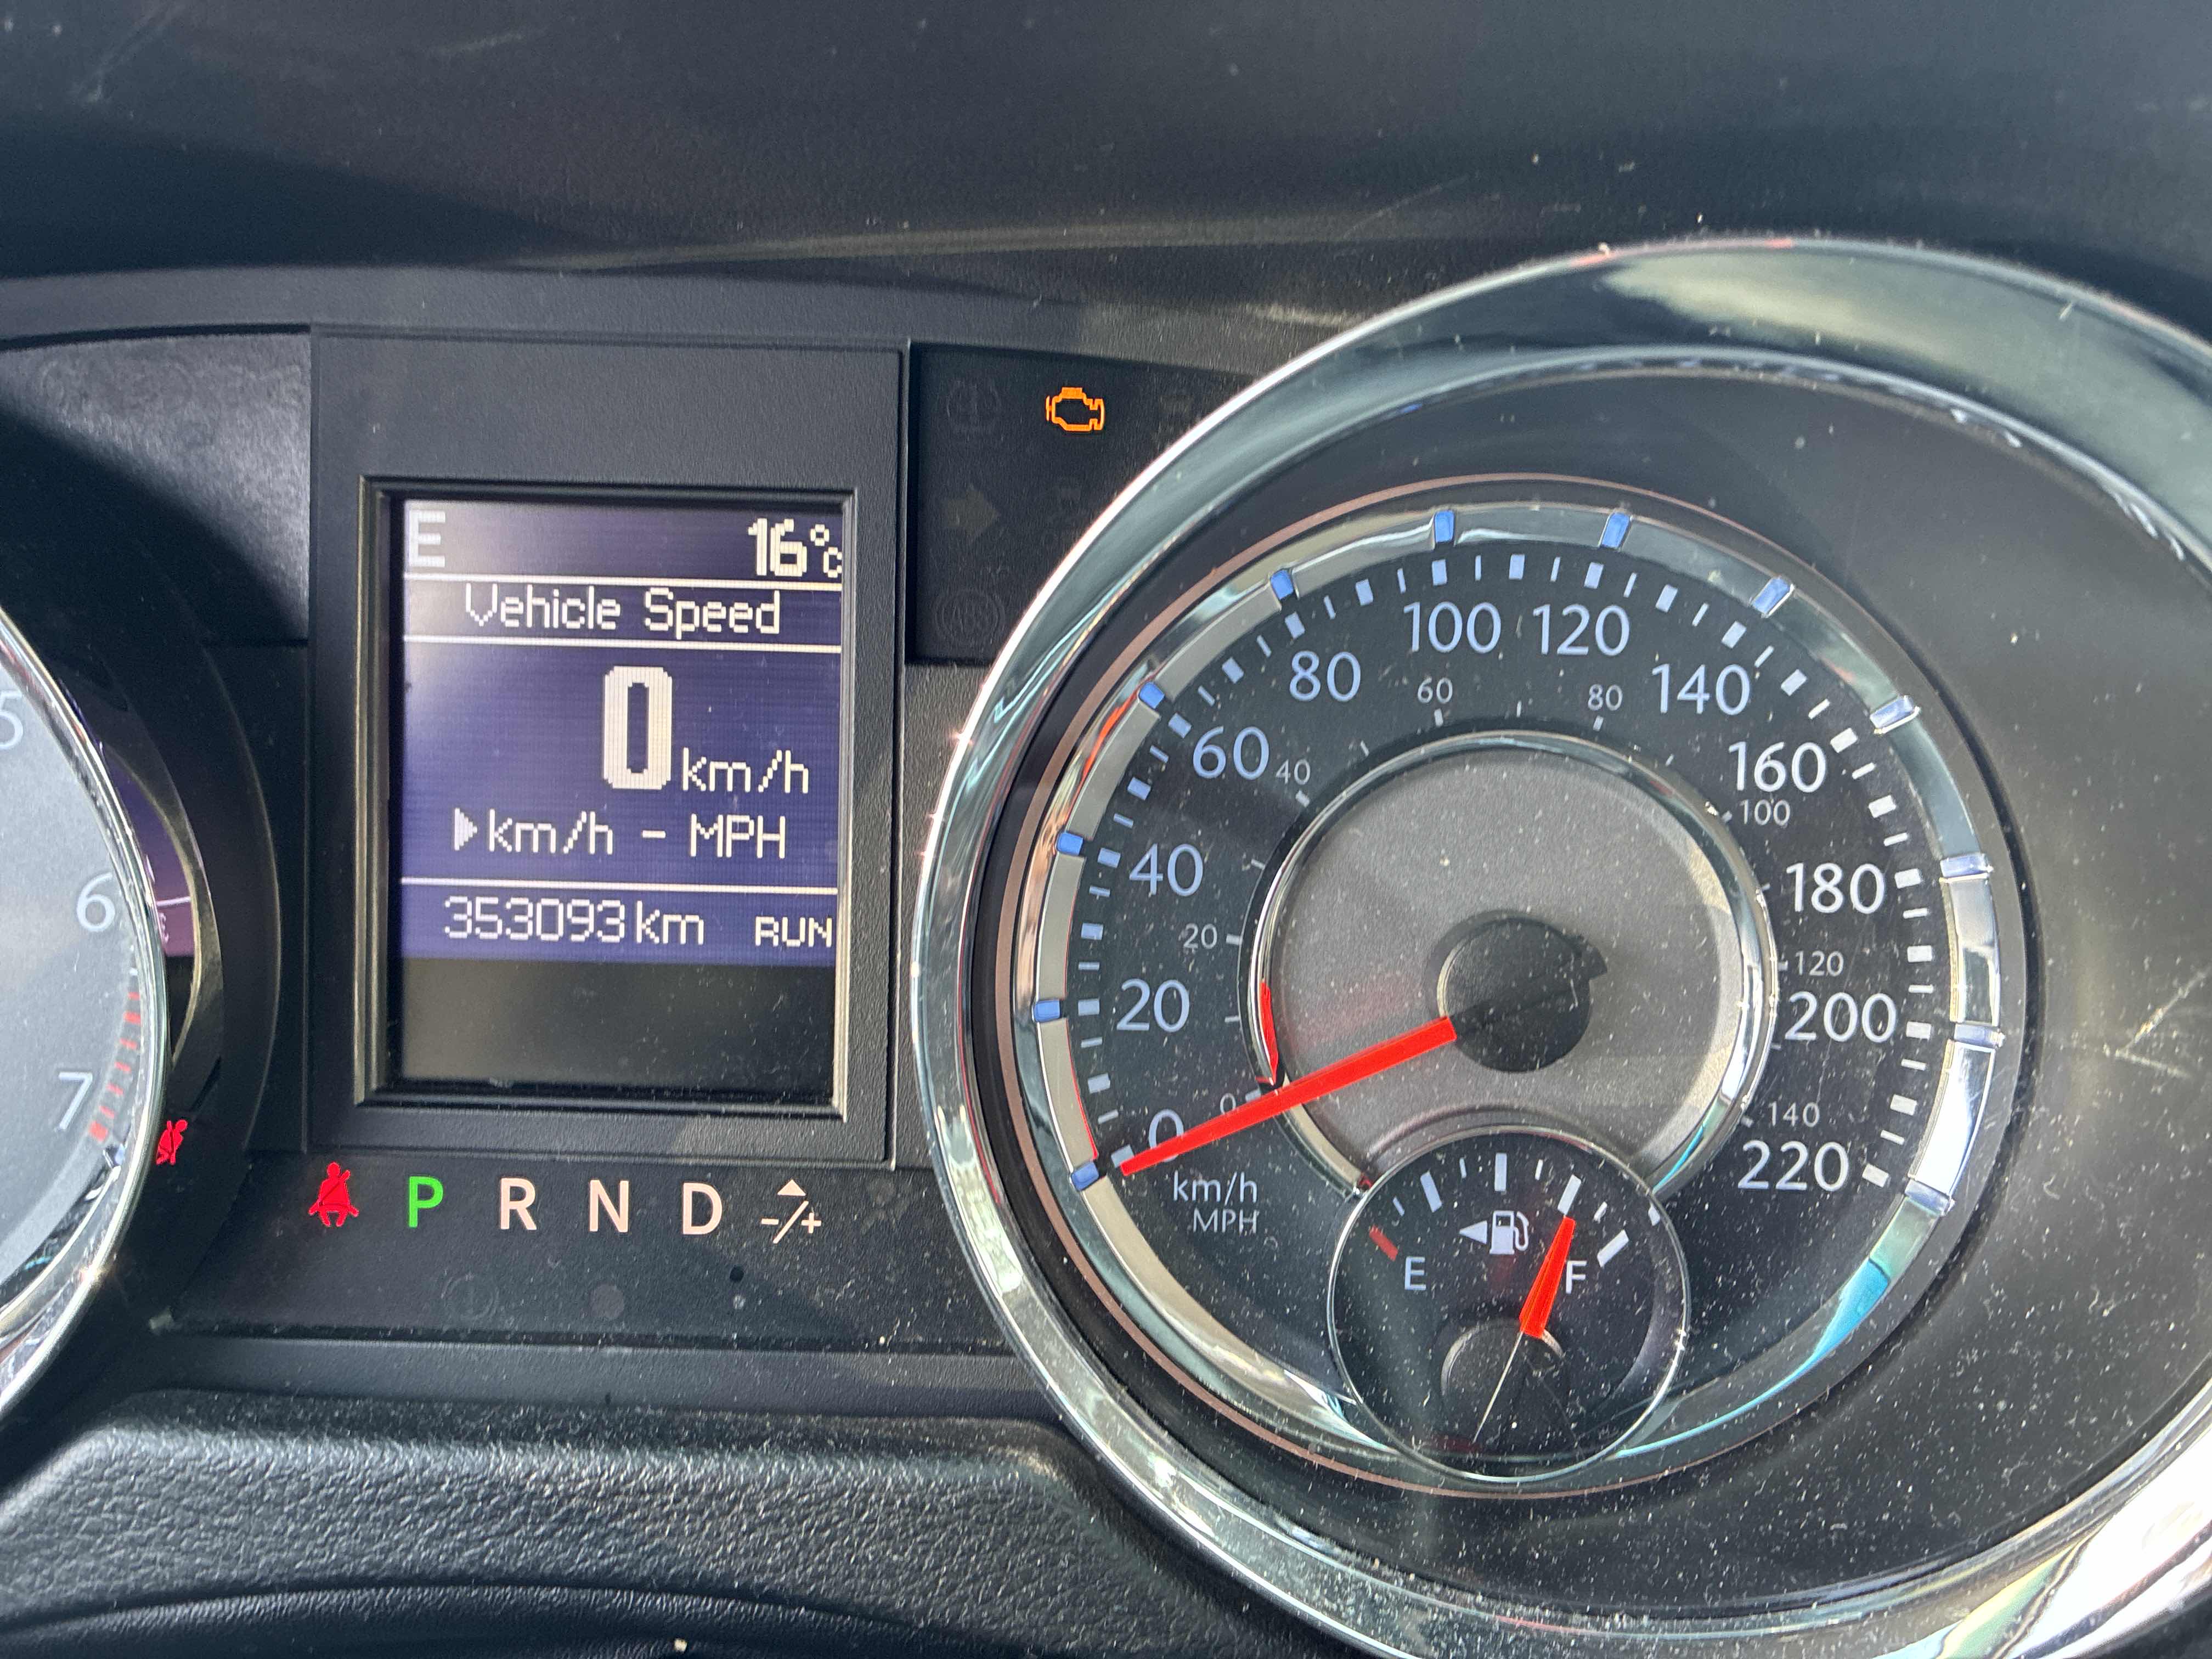 E 16°C
Vehicle Speed
0 km/h
▶km/h - MPH
353093 km RUN
5
6
7
P R N D -/+
0
20
40
60
80
100
120
140
160
180
200
220
0
20
40
60
80
100
120
140
km/h
MPH
E F